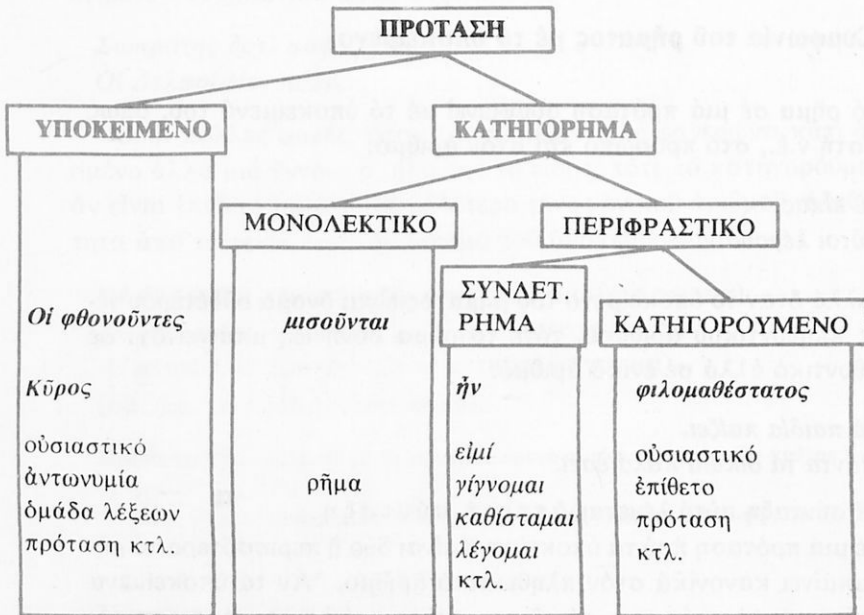 ΠΡΟΤΑΣΗ
ΥΠΟΚΕΙΜΕΝΟ
ΚΑΤΗΓΟΡΗΜΑ
ΜΟΝΟΛΕΚΤΙΚΟ
ΠΕΡΙΦΡΑΣΤΙΚΟ
ΣΥΝΔΕΤ.
ΡΗΜΑ
ΚΑΤΗΓΟΡΟΥΜΕΝΟ
Οἱ φθονοῦντες
μισοῦνται
Κῦρος
ἦν
φιλομαθέστατος
οὐσιαστικό
ἀντωνυμία
ὁμάδα λέξεων
πρόταση κτλ.
ρῆμα
εἰμί
γίγνομαι
καθίσταμαι
λέγομαι
κτλ.
οὐσιαστικό
ἐπίθετο
πρόταση
κτλ.